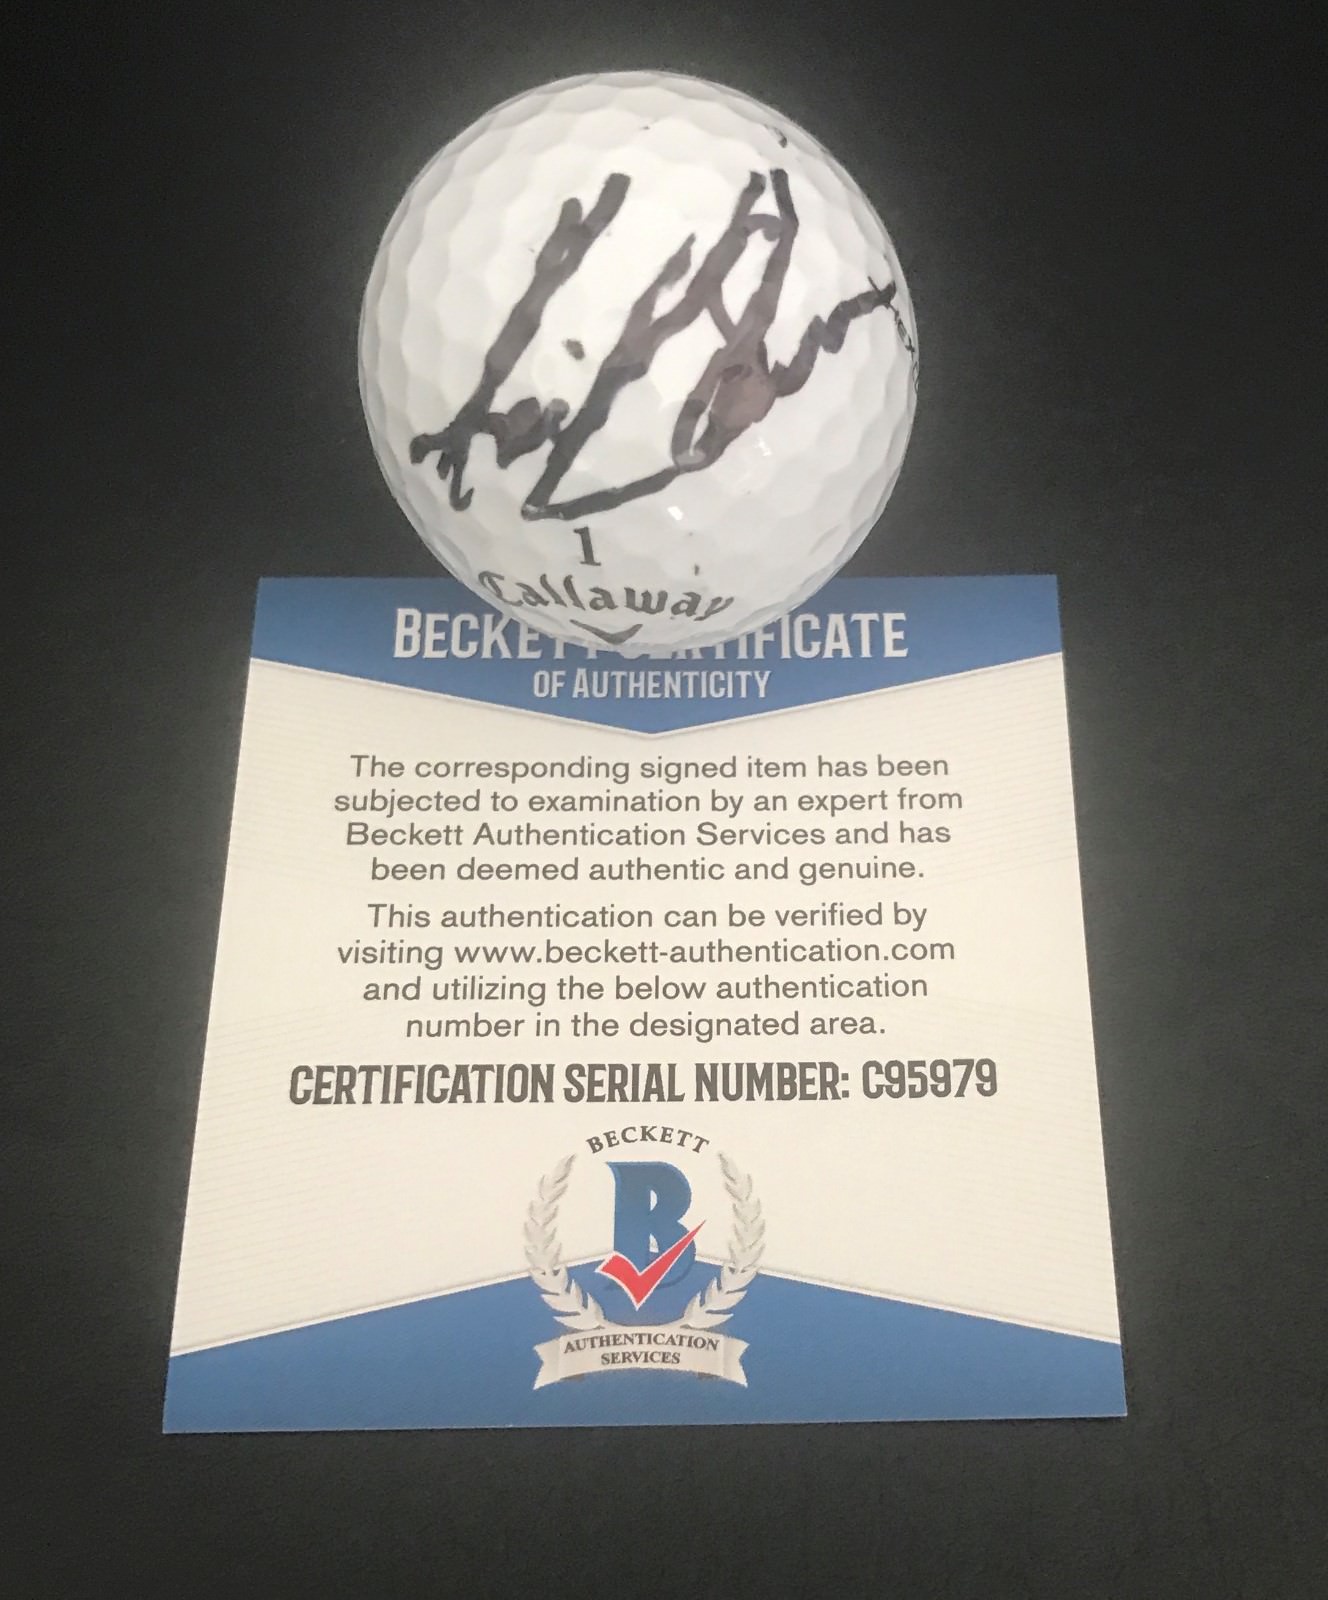 1
Callaway
BECKETT CERTIFICATE
OF AUTHENTICITY
The corresponding signed item has been
subjected to examination by an expert from
Beckett Authentication Services and has
been deemed authentic and genuine.
This authentication can be verified by
visiting www.beckett-authentication.com
and utilizing the below authentication
number in the designated area.
CERTIFICATION SERIAL NUMBER: C95979
BECKETT
B
AUTHENTICATION
SERVICES